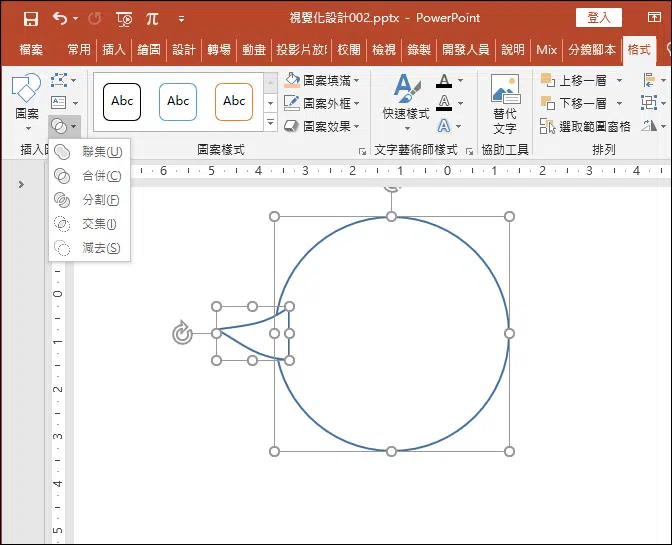 視覺化設計002.pptx - PowerPoint
登入
檔案 常用 插入 繪圖 設計 轉場 動畫 投影片放 校閱 檢視 錄製 開發人員 說明 Mix 分鏡腳本 格式
圖案
Abc Abc Abc
圖案填滿
圖案外框
圖案效果
快速樣式
A
A
A
替代
文字
上移一層
下移一層
選取範圍窗格
插入 圖案樣式 文字藝術師樣式 協助工具 排列
聯集(U)
合併(C)
分割(F)
交集(I)
減去(S)
6 5 4 3 2 1 0 1 2 3 4
0
1
2
3
4
5